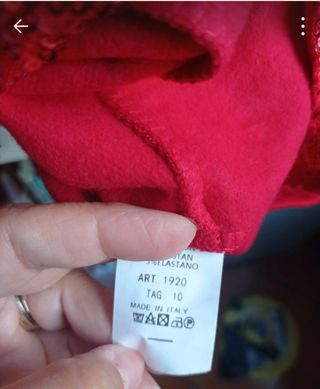 ELASTANO
ART. 1920
TAG. 10
MADE IN ITALY